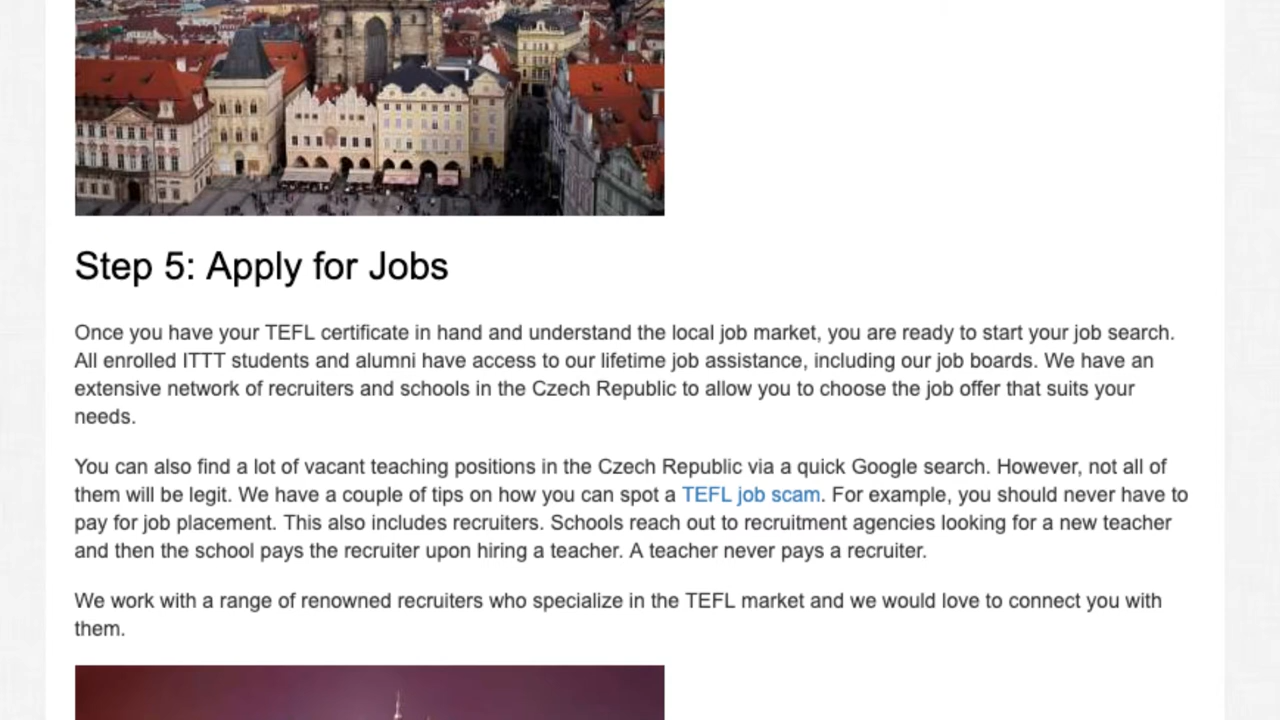 Step 5: Apply for Jobs
Once you have your TEFL certificate in hand and understand the local job market, you are ready to start your job search.
All enrolled ITTT students and alumni have access to our lifetime job assistance, including our job boards. We have an
extensive network of recruiters and schools in the Czech Republic to allow you to choose the job offer that suits your
needs.
You can also find a lot of vacant teaching positions in the Czech Republic via a quick Google search. However, not all of
them will be legit. We have a couple of tips on how you can spot a TEFL job scam. For example, you should never have to
pay for job placement. This also includes recruiters. Schools reach out to recruitment agencies looking for a new teacher
and then the school pays the recruiter upon hiring a teacher. A teacher never pays a recruiter.
We work with a range of renowned recruiters who specialize in the TEFL market and we would love to connect you with
them.